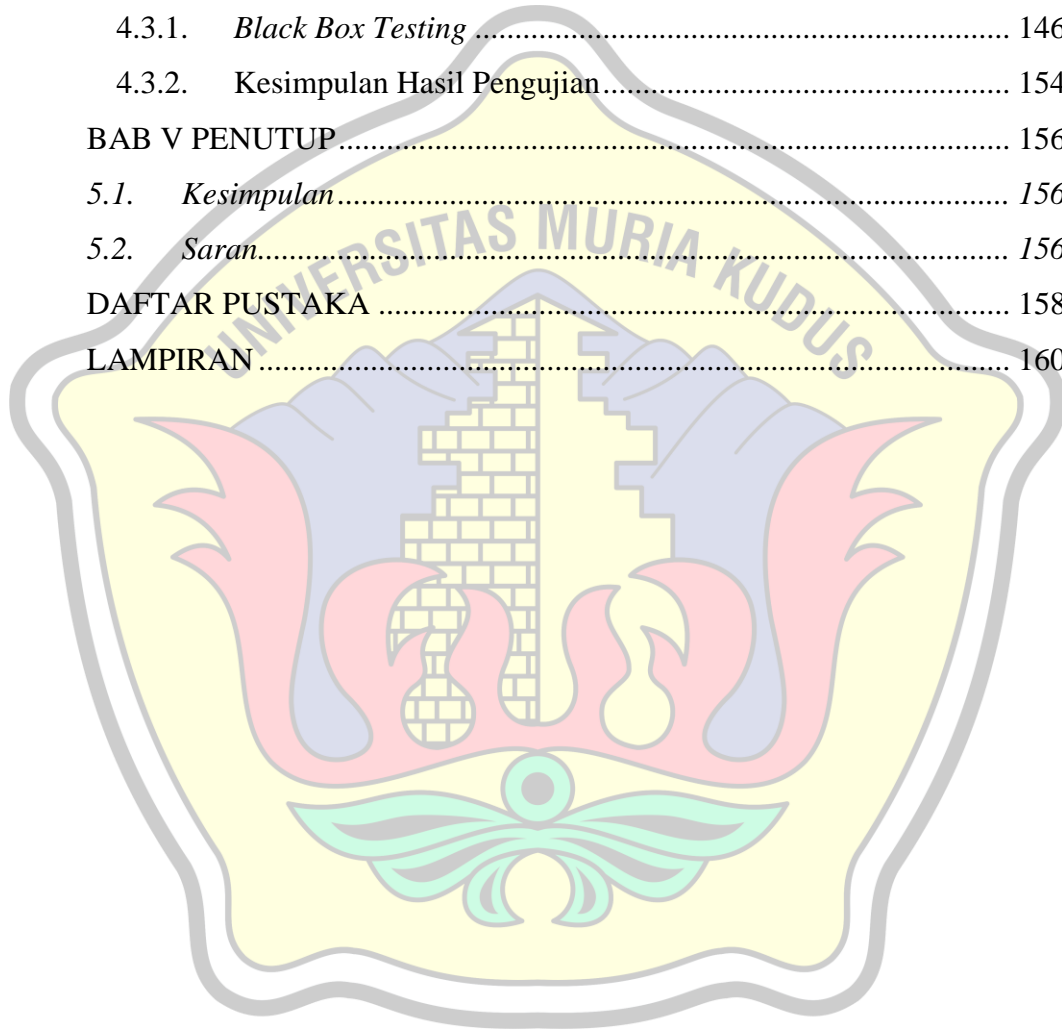 4.3.1. Black Box Testing ........................................................................ 146
4.3.2. Kesimpulan Hasil Pengujian ...................................................... 154
BAB V PENUTUP ......................................................................................... 156
5.1. Kesimpulan ......................................................................................... 156
5.2. Saran................................................................................................... 156
DAFTAR PUSTAKA .................................................................................... 158
LAMPIRAN .................................................................................................... 160
UNIVERSITAS MURIA KUDUS